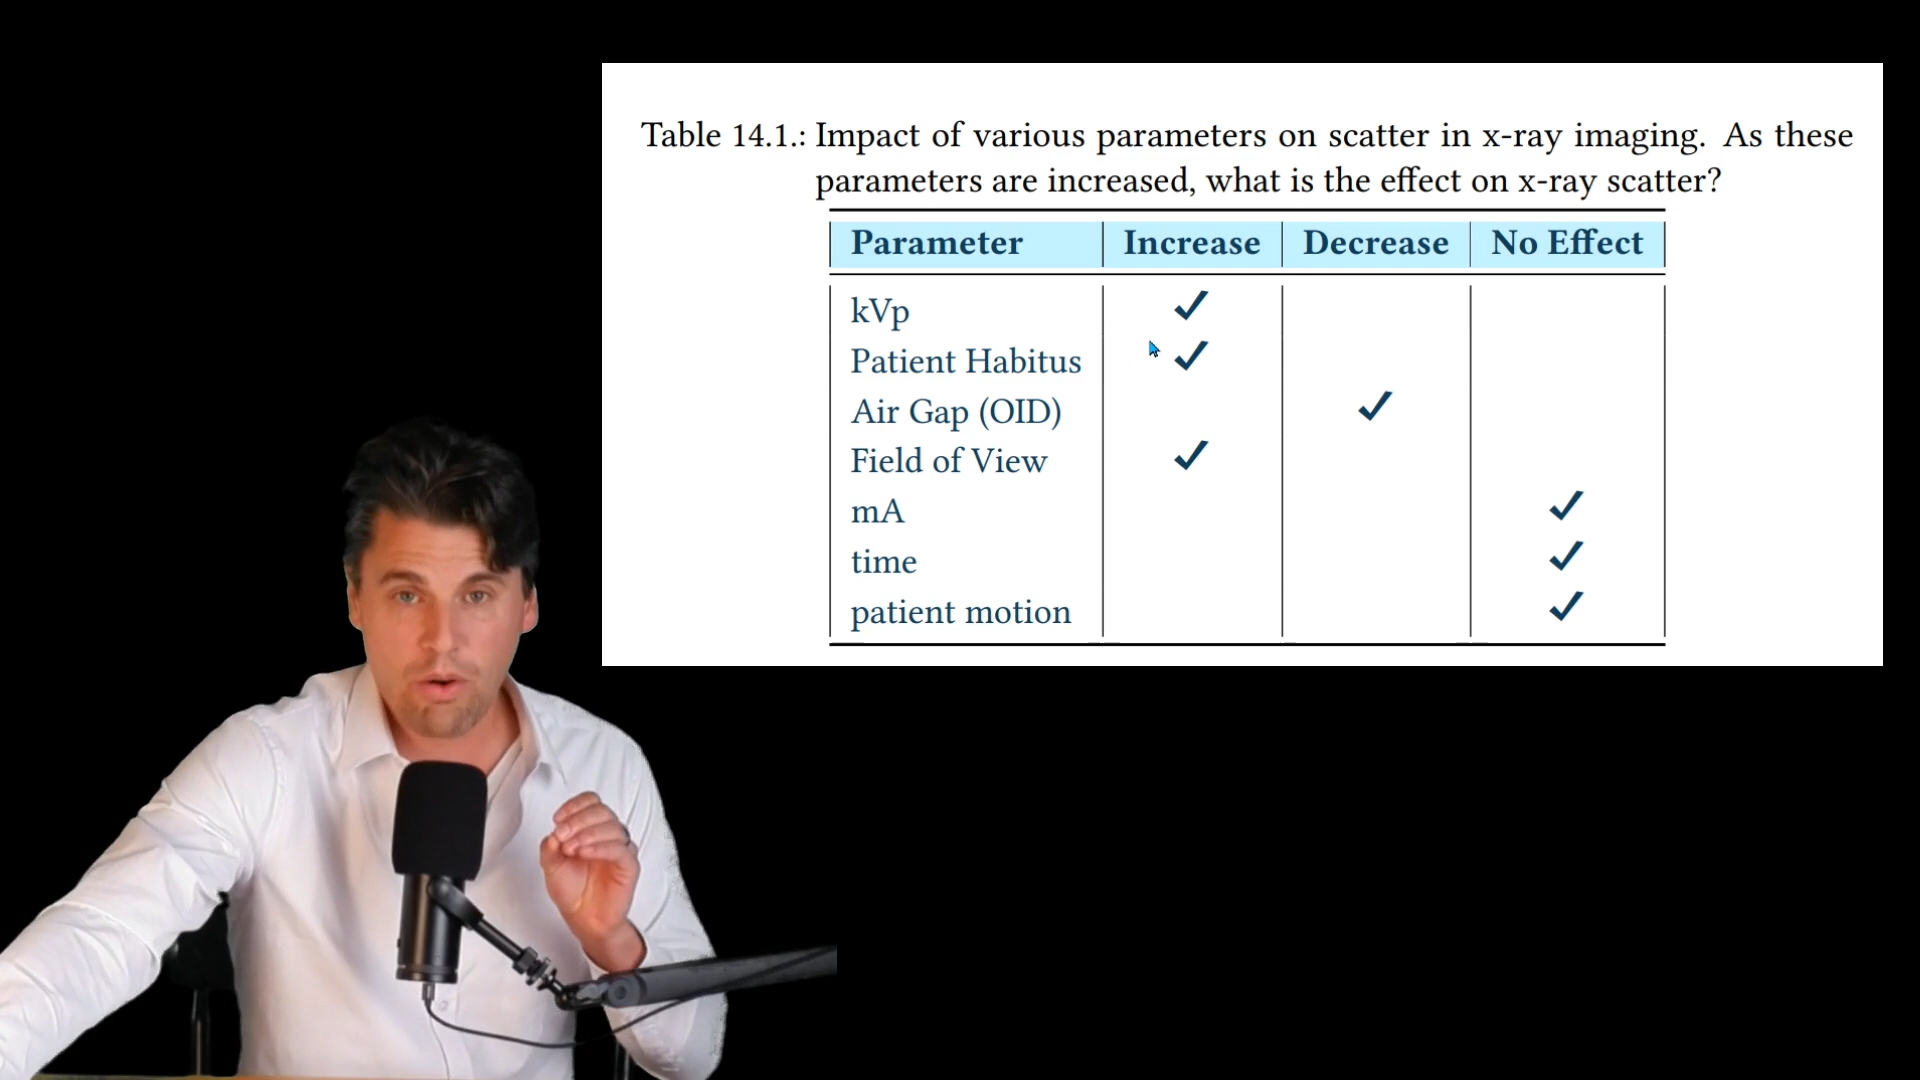 Table 14.1.: Impact of various parameters on scatter in x-ray imaging. As these
parameters are increased, what is the effect on x-ray scatter?
Parameter Increase Decrease No Effect
kVp ✓
Patient Habitus ✓
Air Gap (OID) ✓
Field of View ✓
mA ✓
time ✓
patient motion ✓